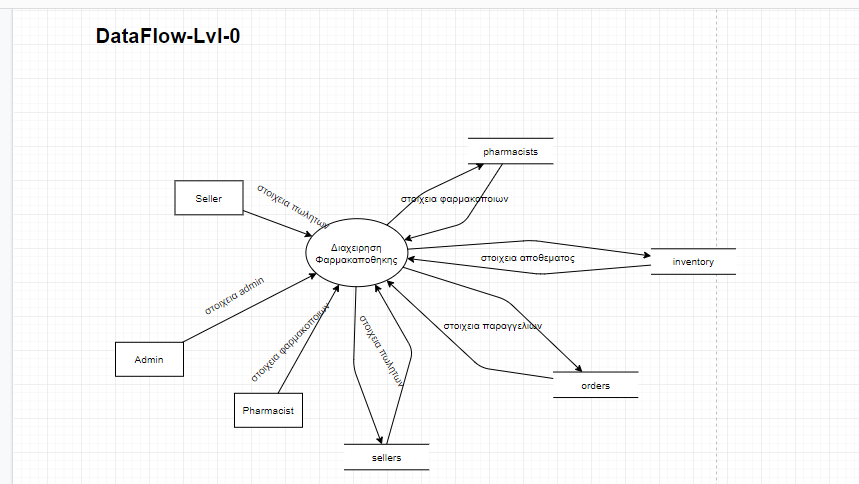 DataFlow-Lvl-0
pharmacists
Seller
στοιχεια πωλητων
στοιχεια φαρμακοποιων
Διαχειρηση
Φαρμακαποθηκης
στοιχεια αποθεματος
inventory
στοιχεια admin
στοιχεια φαρμακοποιων
στοιχεια πωλητων
στοιχεια παραγγελιων
Admin
orders
Pharmacist
sellers